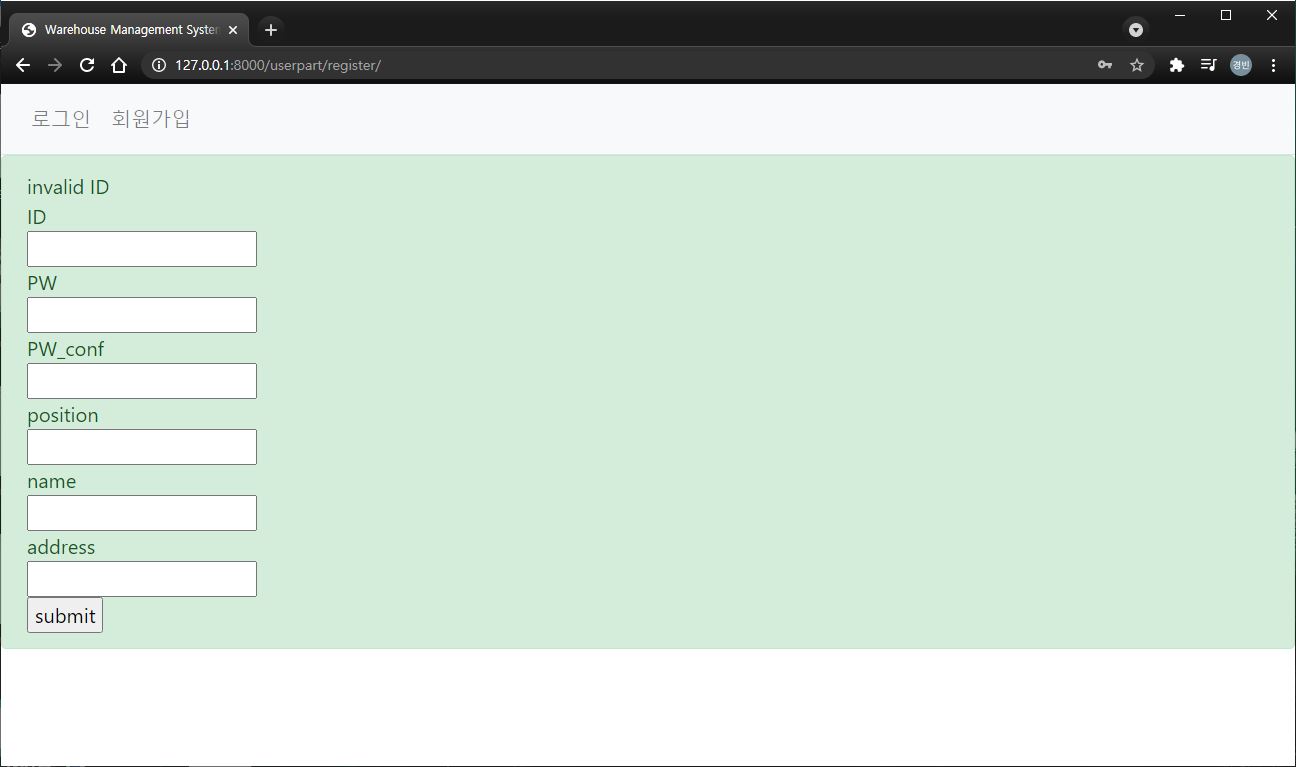 Warehouse Management System
127.0.0.1:8000/userpart/register/
경빈
로그인 회원가입
invalid ID
ID
PW
PW_conf
position
name
address
submit